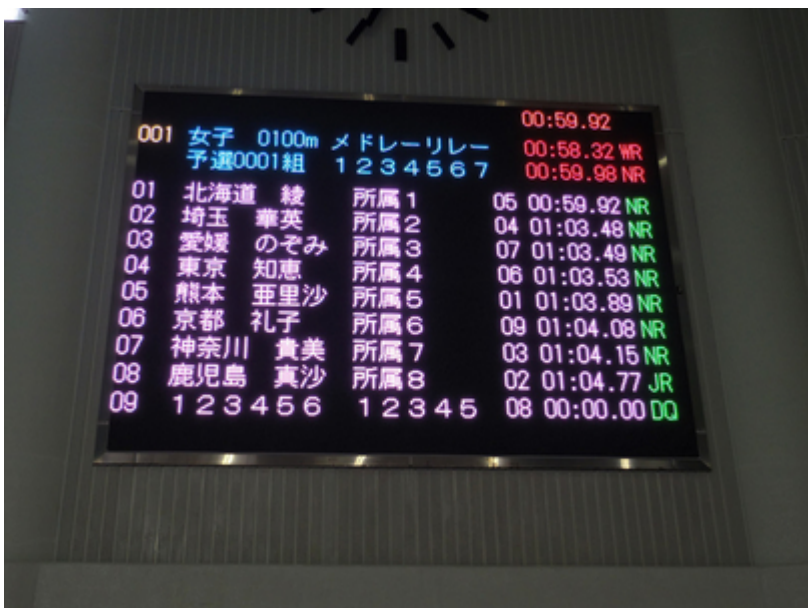 00:59.92
001 女子 0100m メドレーリレー 00:58.32 WR
予選0001組 1234567 00:59.98 NR
01 北海道 綾 所属1 05 00:59.92 NR
02 埼玉 華英 所属2 04 01:03.48 NR
03 愛媛 のぞみ 所属3 07 01:03.49 NR
04 東京 知恵 所属4 06 01:03.53 NR
05 熊本 亜里沙 所属5 01 01:03.89 NR
06 京都 礼子 所属6 09 01:04.08 NR
07 神奈川 貴美 所属7 03 01:04.15 NR
08 鹿児島 真沙 所属8 02 01:04.77 JR
09 123456 12345 08 00:00.00 DQ